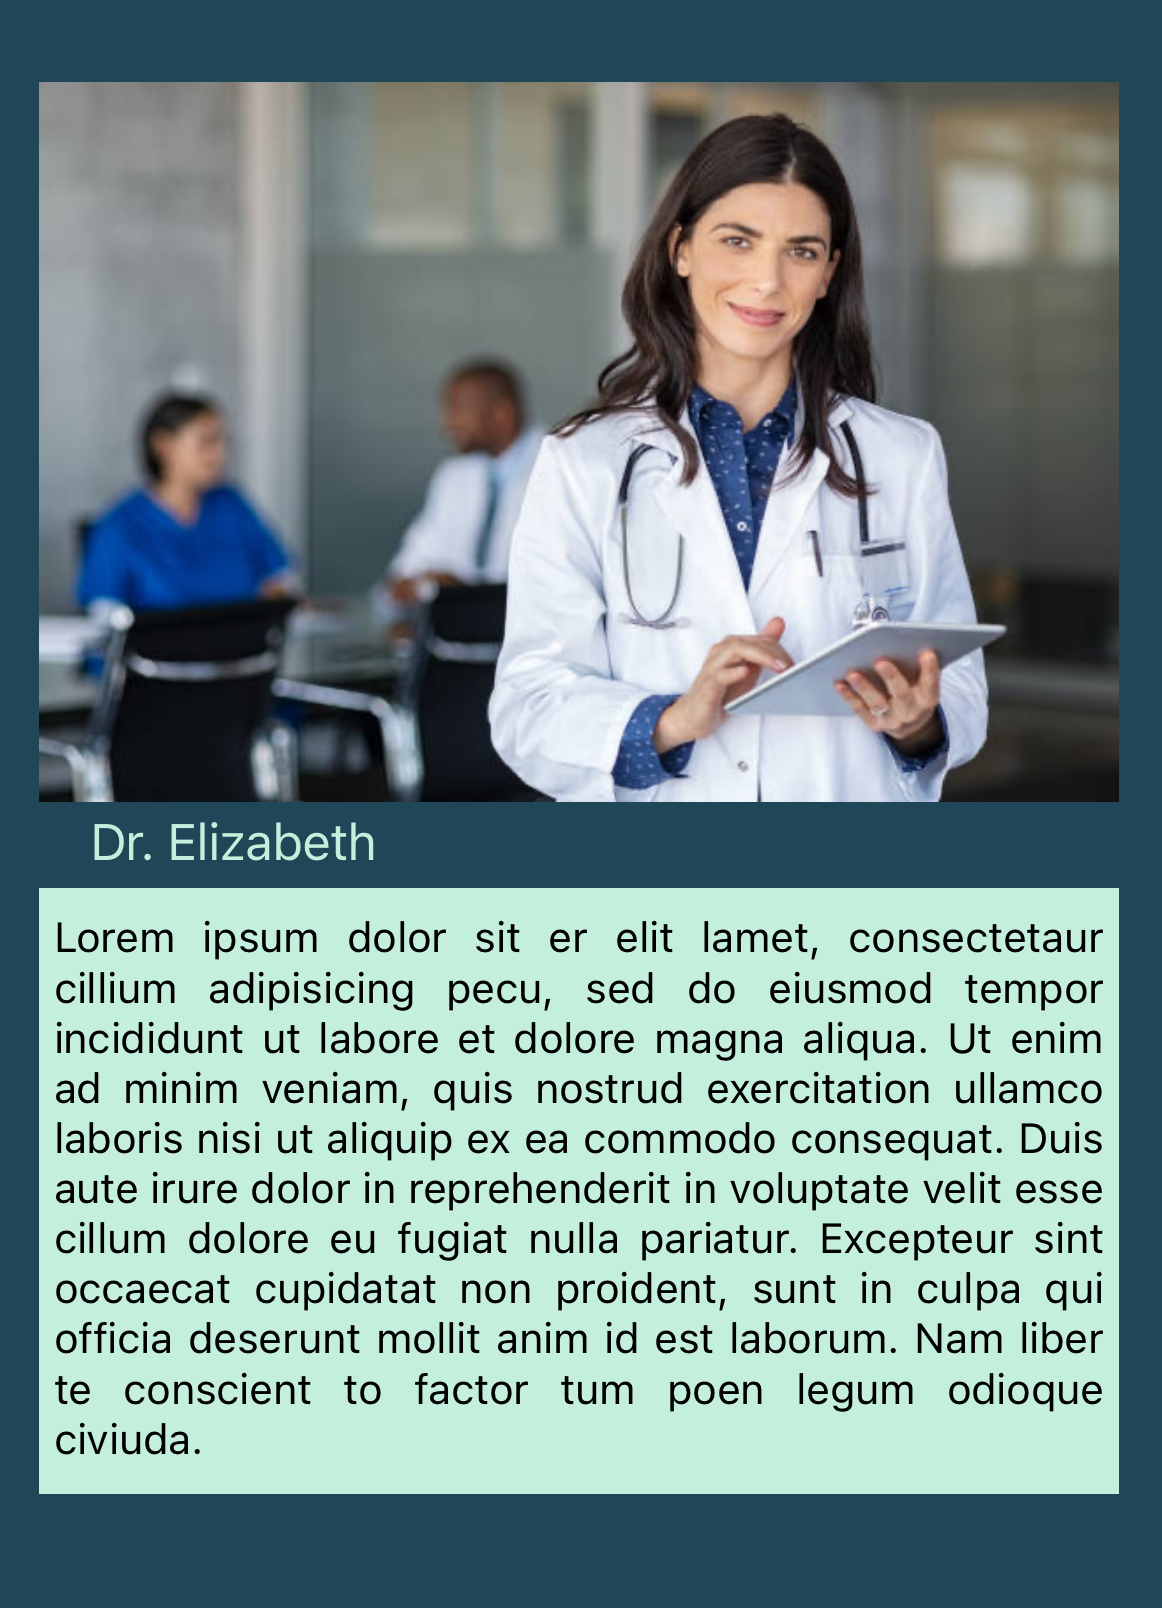 Dr. Elizabeth
Lorem ipsum dolor sit er elit lamet, consectetaur
cillium adipisicing pecu, sed do eiusmod tempor
incididunt ut labore et dolore magna aliqua. Ut enim
ad minim veniam, quis nostrud exercitation ullamco
laboris nisi ut aliquip ex ea commodo consequat. Duis
aute irure dolor in reprehenderit in voluptate velit esse
cillum dolore eu fugiat nulla pariatur. Excepteur sint
occaecat cupidatat non proident, sunt in culpa qui
officia deserunt mollit anim id est laborum. Nam liber
te conscient to factor tum poen legum odioque
civiuda.